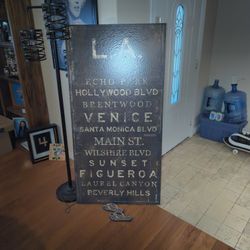 L.A.
ECHO PARK
HOLLYWOOD BLVD
BRENTWOOD
VENICE
SANTA MONICA BLVD
MAIN ST.
WILSHIRE BLVD
SUNSET
FIGUEROA
LAUREL CANYON
BEVERLY HILLS
4